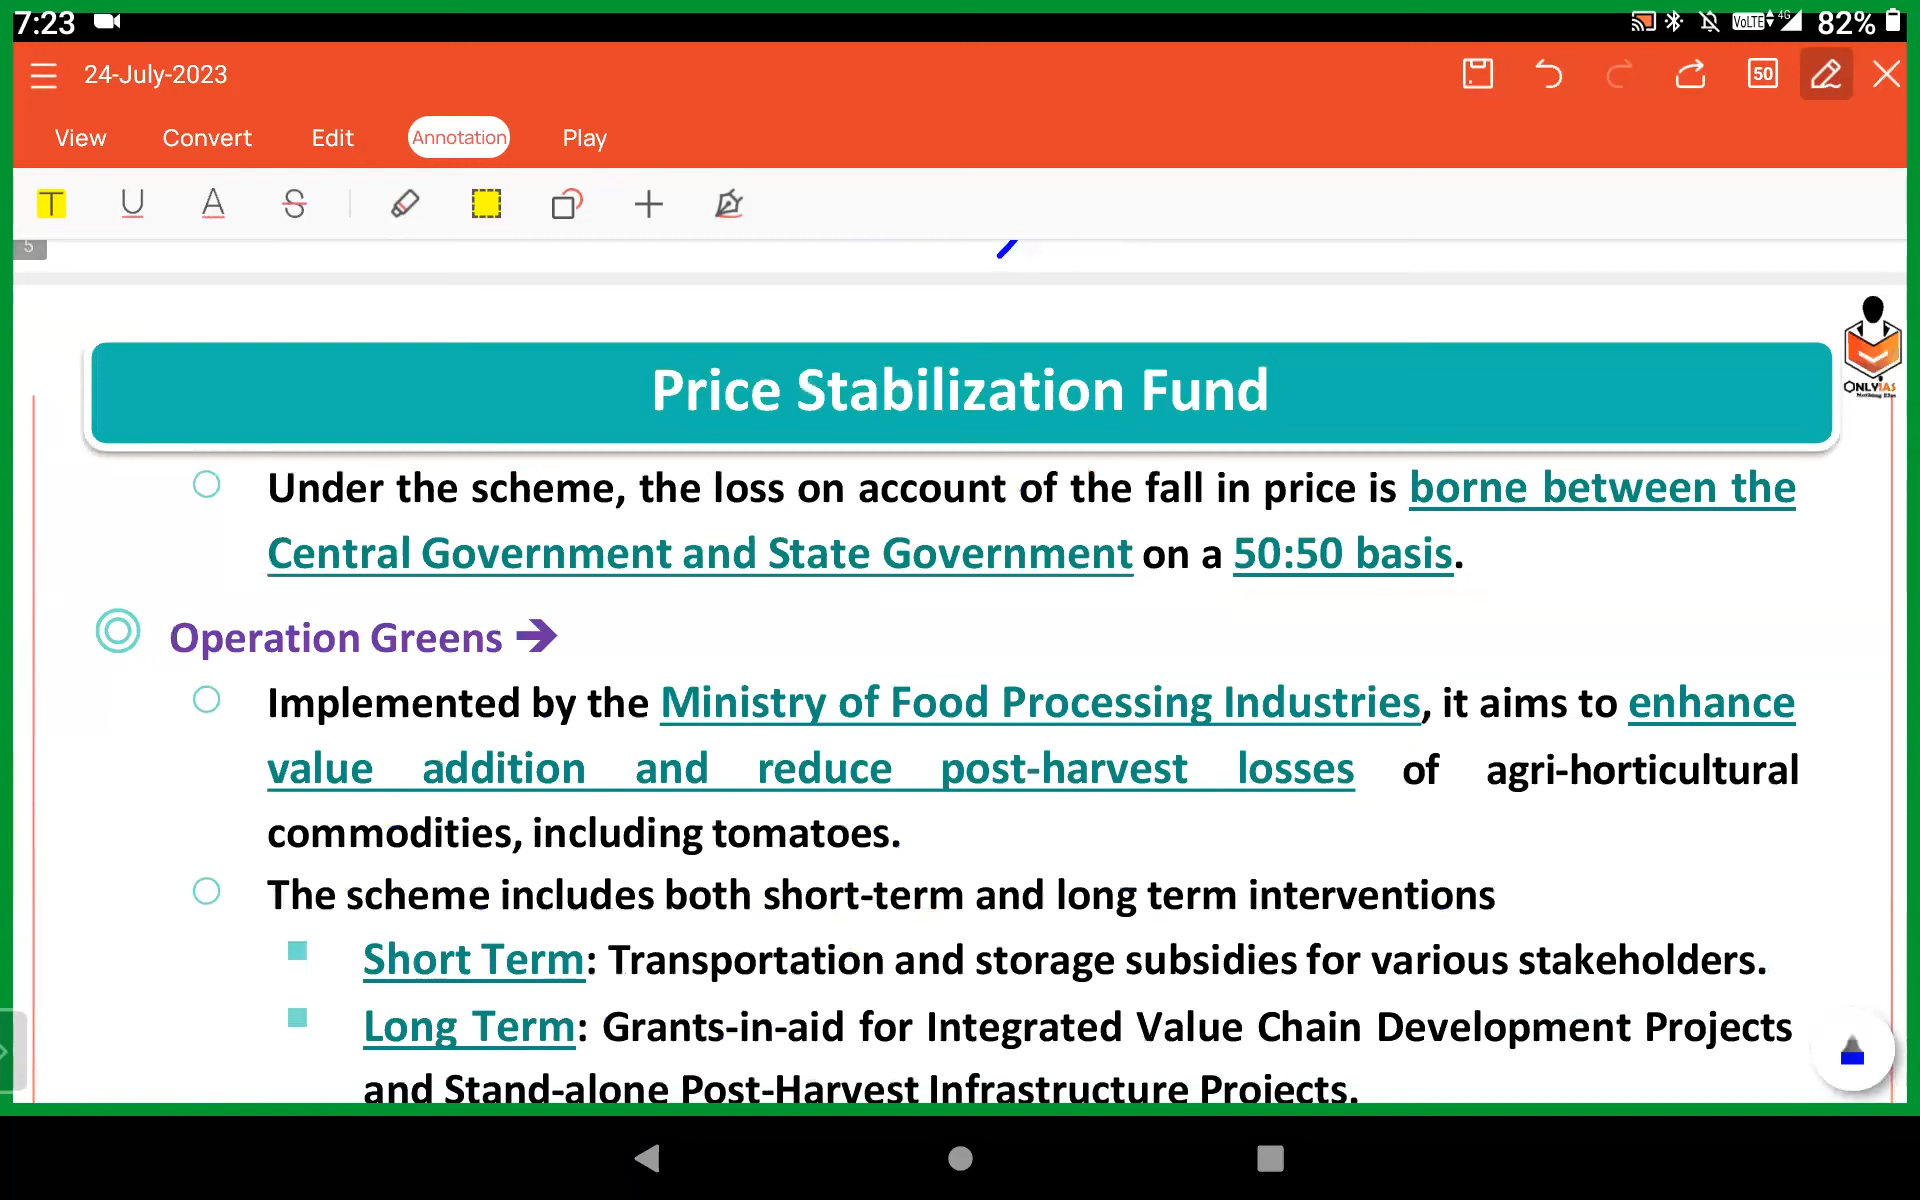 7:23
VoLTE 4G 82%
24-July-2023
50
View Convert Edit Annotation Play
T U A S
5
Price Stabilization Fund
ONLYIAS
Nothing Else
Under the scheme, the loss on account of the fall in price is borne between the
Central Government and State Government on a 50:50 basis.
Operation Greens →
Implemented by the Ministry of Food Processing Industries, it aims to enhance
value addition and reduce post-harvest losses of agri-horticultural
commodities, including tomatoes.
The scheme includes both short-term and long term interventions
Short Term: Transportation and storage subsidies for various stakeholders.
Long Term: Grants-in-aid for Integrated Value Chain Development Projects
and Stand-alone Post-Harvest Infrastructure Projects.